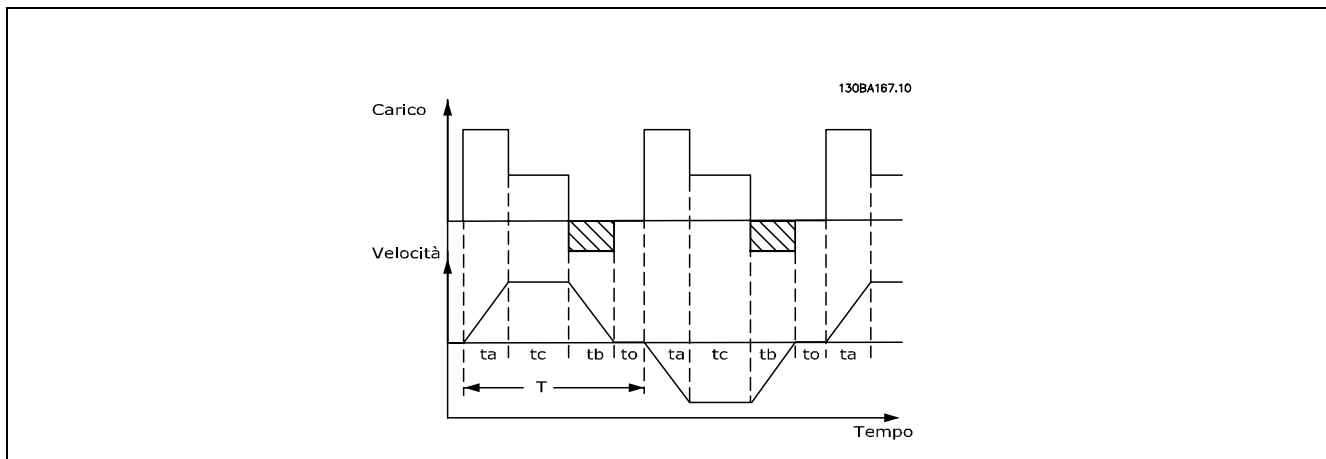 130BA167.10
Carico
Velocità
ta tc tb to ta tc tb to ta
T
Tempo